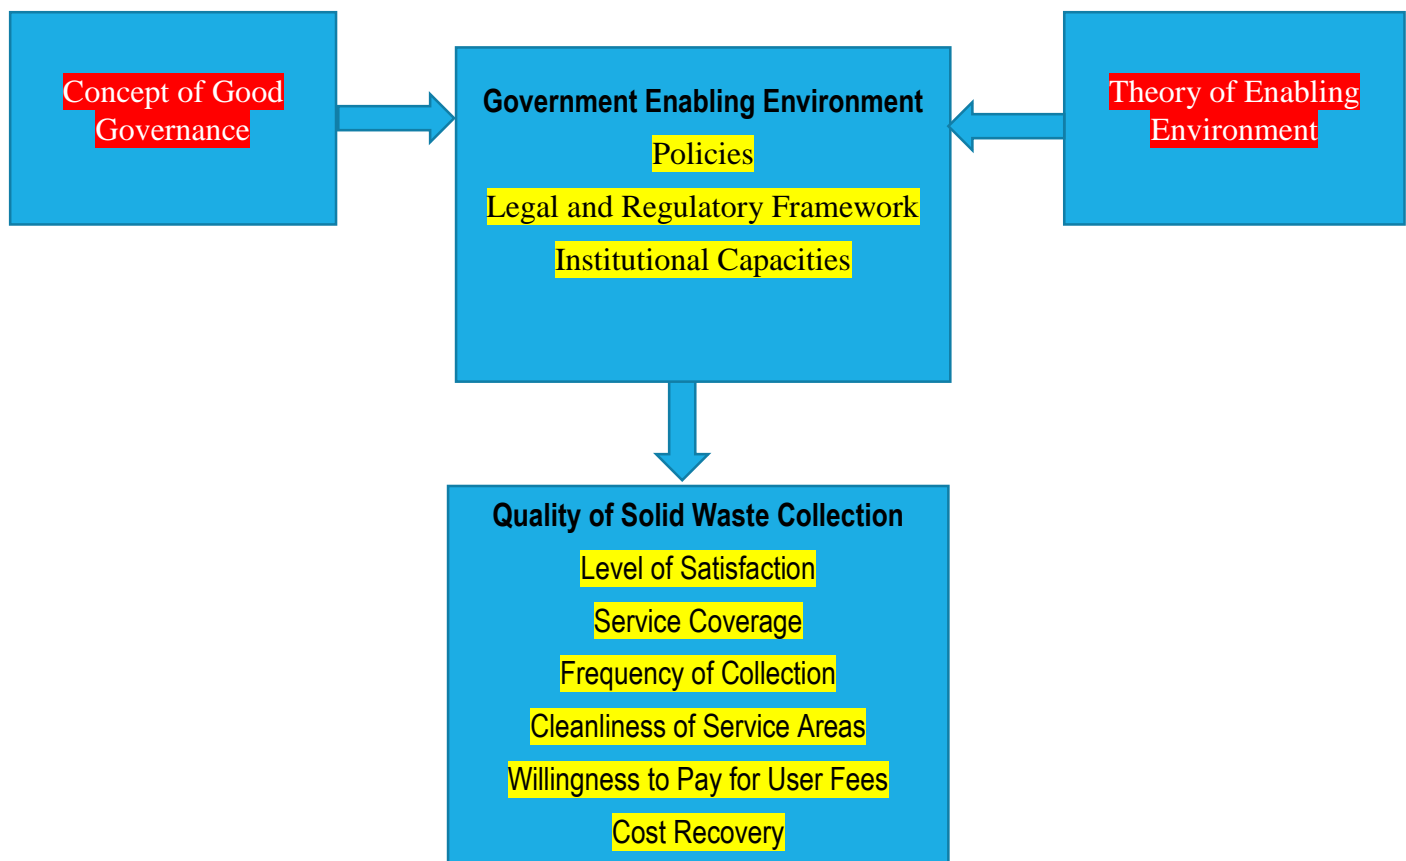 Concept of Good
Governance
Government Enabling Environment
Policies
Legal and Regulatory Framework
Institutional Capacities
Theory of Enabling
Environment
Quality of Solid Waste Collection
Level of Satisfaction
Service Coverage
Frequency of Collection
Cleanliness of Service Areas
Willingness to Pay for User Fees
Cost Recovery